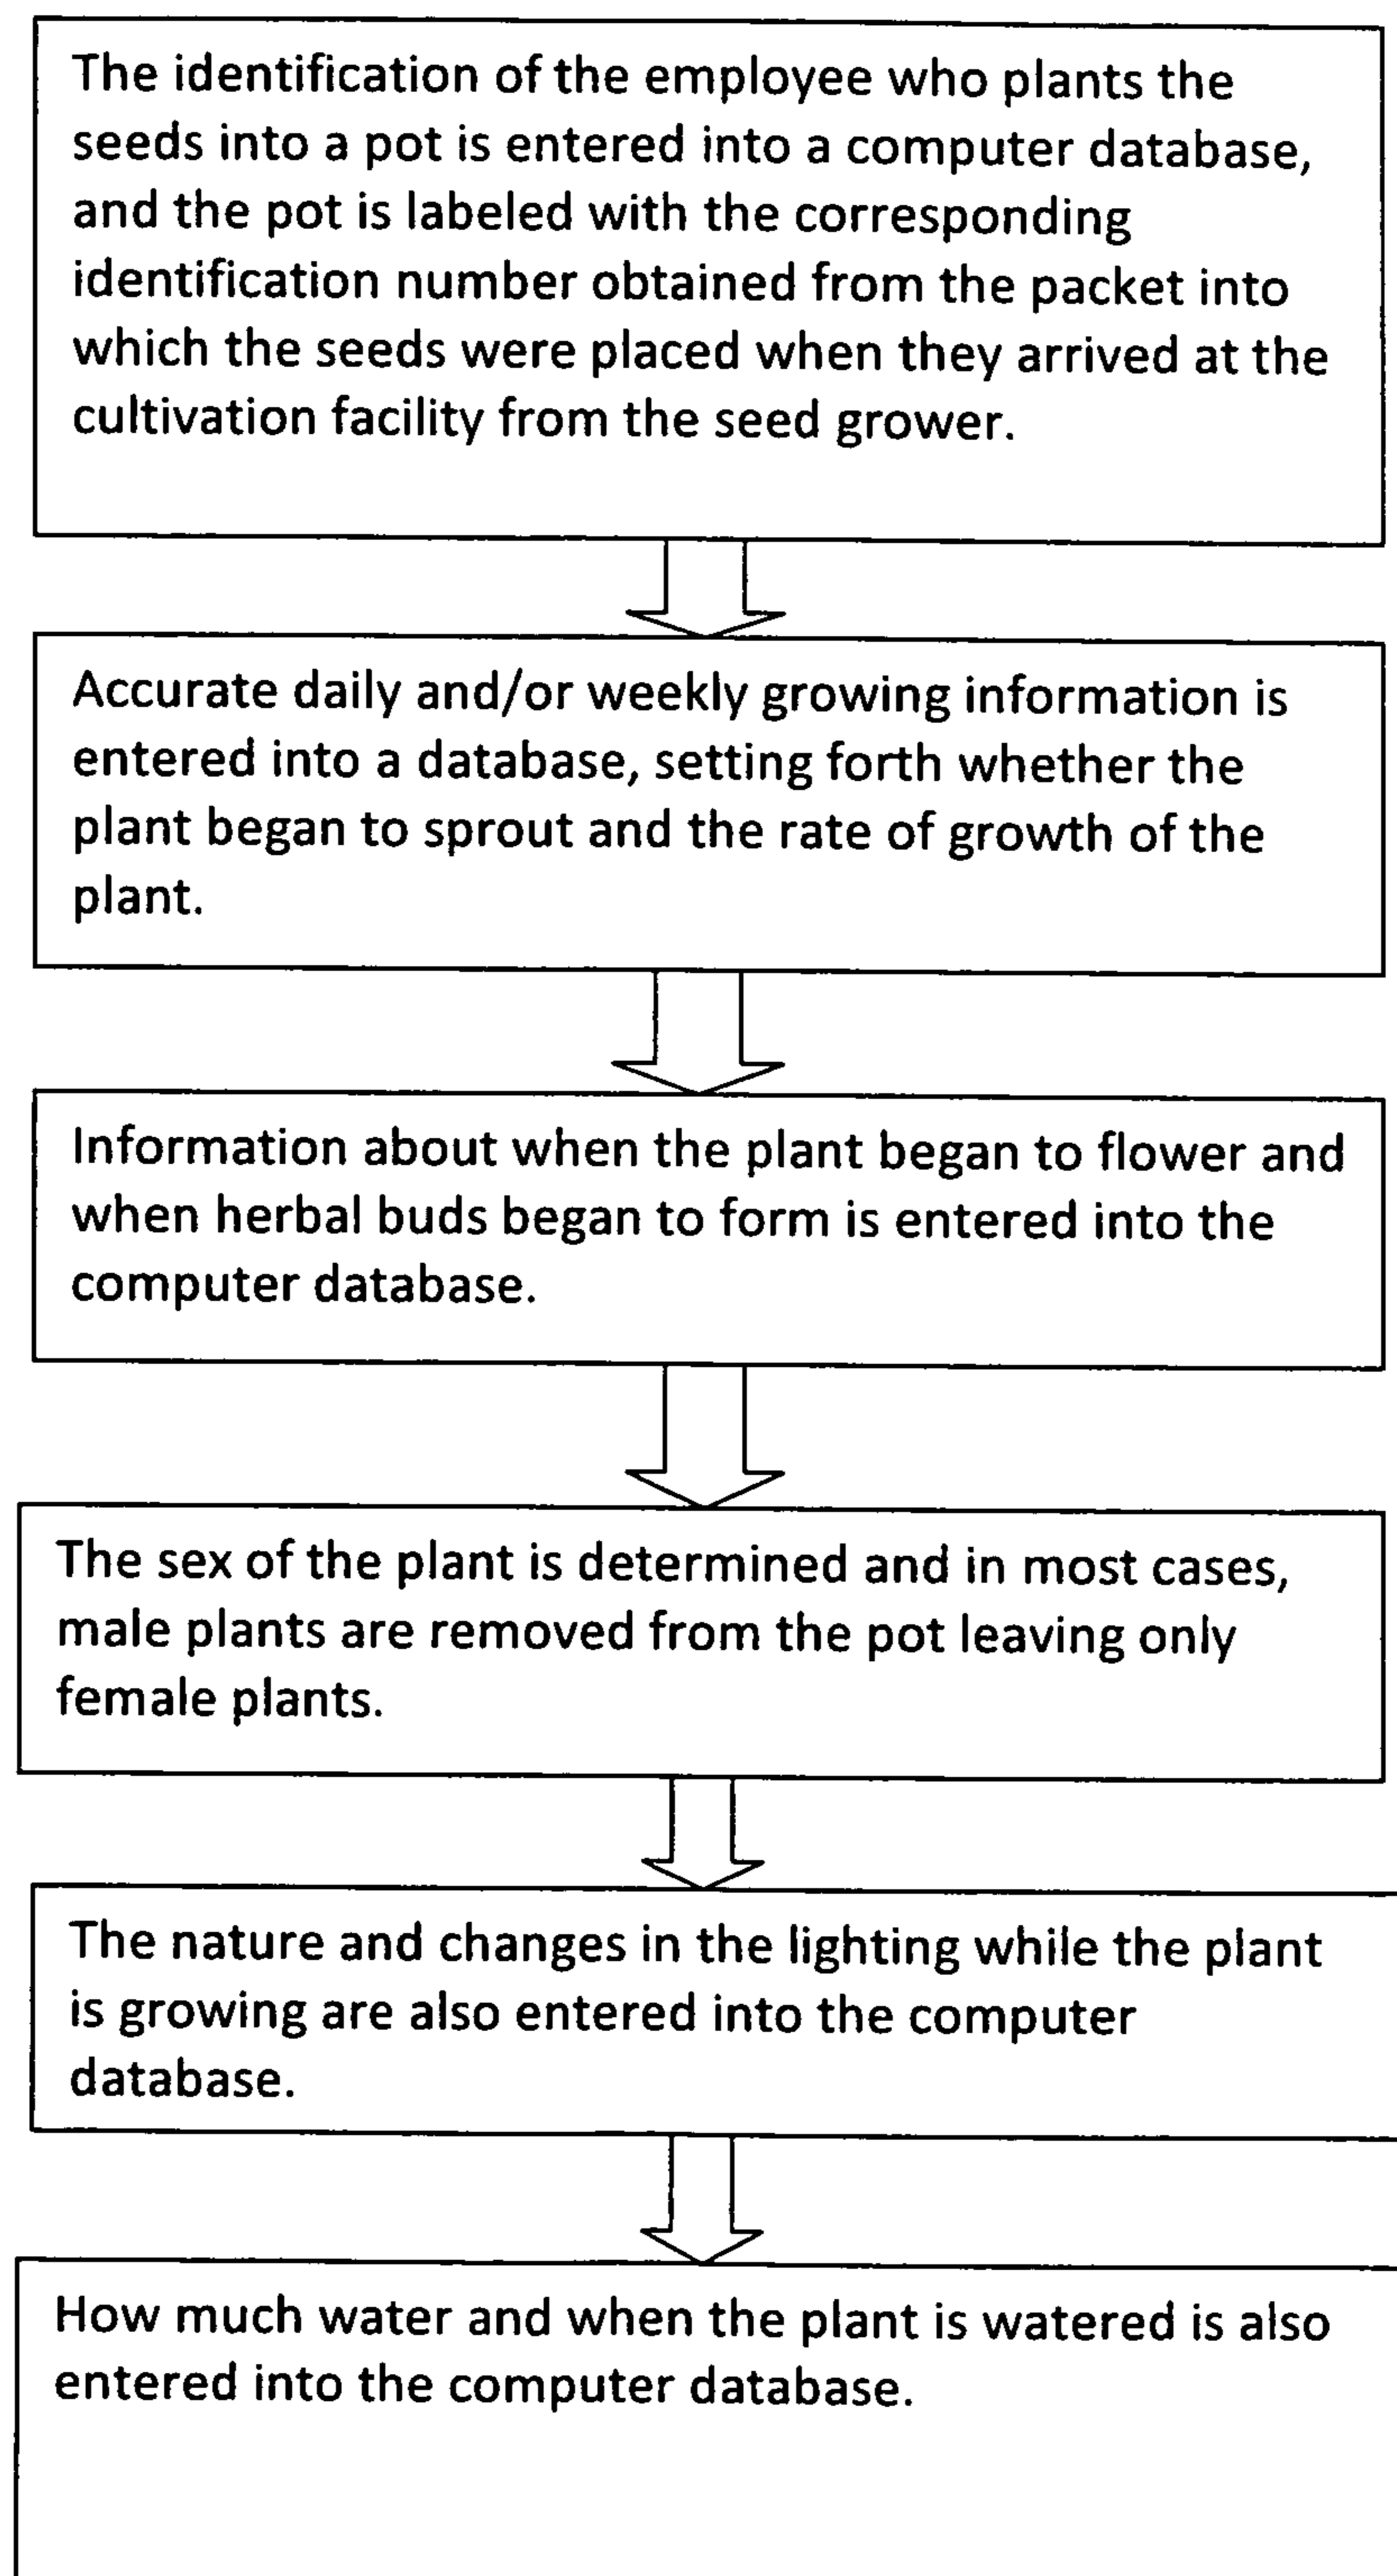 The identification of the employee who plants the
seeds into a pot is entered into a computer database,
and the pot is labeled with the corresponding
identification number obtained from the packet into
which the seeds were placed when they arrived at the
cultivation facility from the seed grower.
Accurate daily and/or weekly growing information is
entered into a database, setting forth whether the
plant began to sprout and the rate of growth of the
plant.
Information about when the plant began to flower and
when herbal buds began to form is entered into the
computer database.
The sex of the plant is determined and in most cases,
male plants are removed from the pot leaving only
female plants.
The nature and changes in the lighting while the plant
is growing are also entered into the computer
database.
How much water and when the plant is watered is also
entered into the computer database.